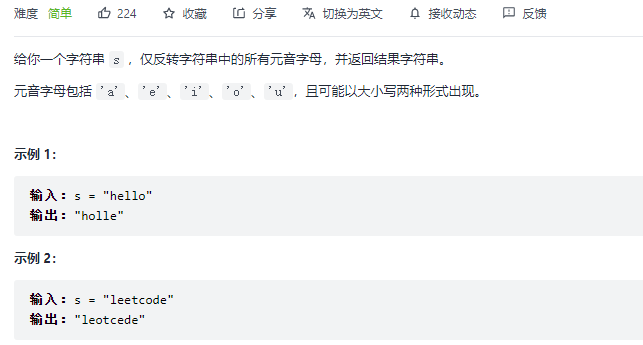 难度 简单 224 收藏 分享 切换为英文 接收动态 反馈
给你一个字符串 s ，仅反转字符串中的所有元音字母，并返回结果字符串。
元音字母包括 'a'、'e'、'i'、'o'、'u'，且可能以大小写两种形式出现。
示例 1：
输入：s = "hello"
输出："holle"
示例 2：
输入：s = "leetcode"
输出："leotcede"